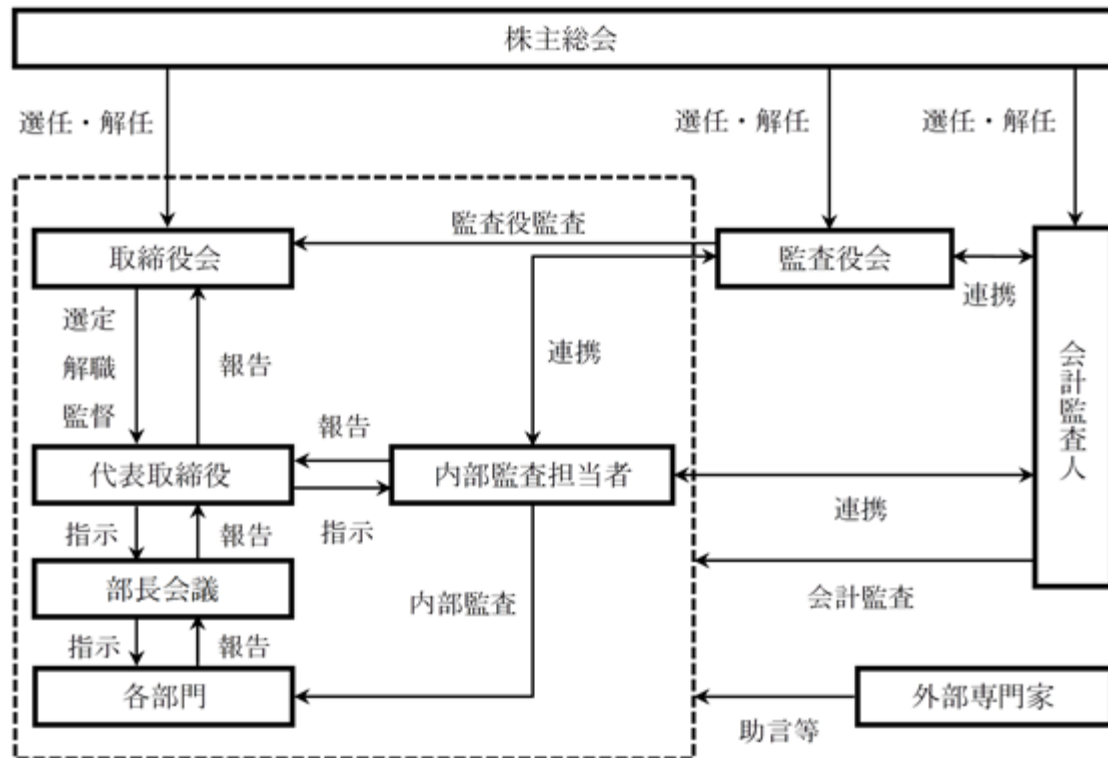 株主総会
選任・解任
選任・解任
選任・解任
監査役監査
取締役会
監査役会
連携
選定
解職
監督
報告
連携
会計監査人
報告
代表取締役
内部監査担当者
指示
報告
指示
連携
部長会議
内部監査
会計監査
指示
報告
各部門
外部専門家
助言等